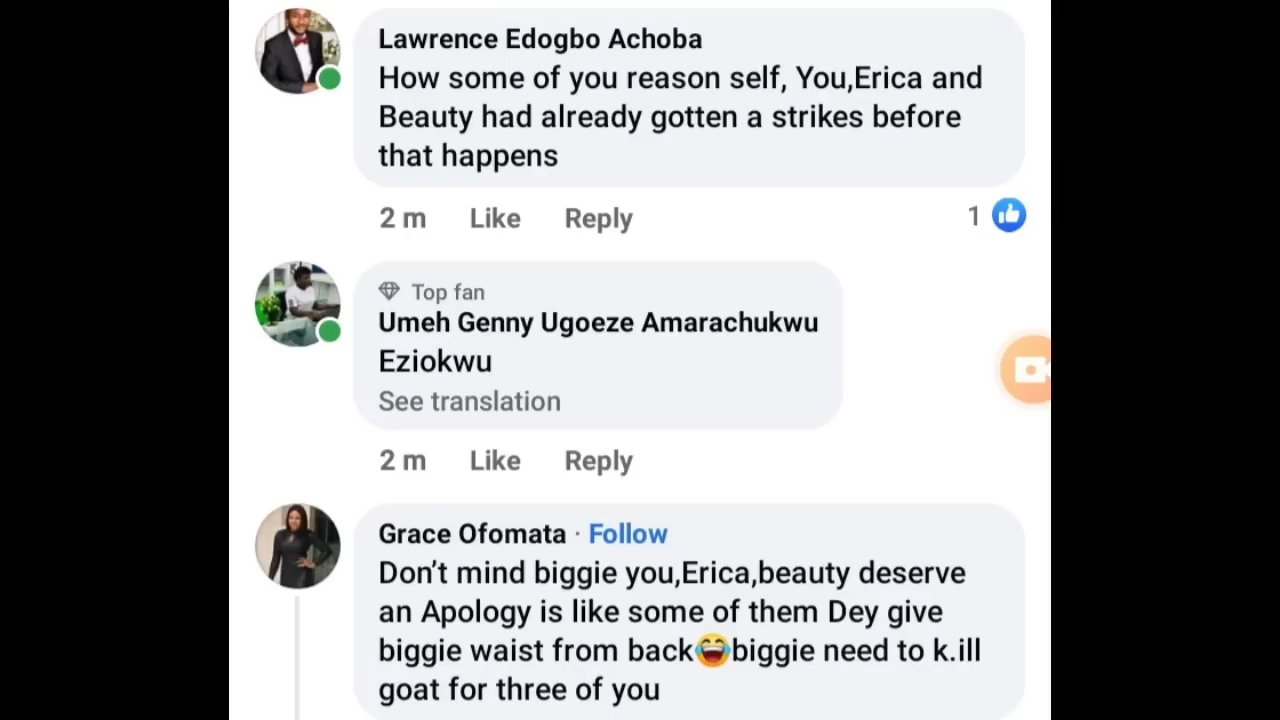 Lawrence Edogbo Achoba
How some of you reason self, You,Erica and
Beauty had already gotten a strikes before
that happens
2 m Like Reply 1
Top fan
Umeh Genny Ugoeze Amarachukwu
Eziokwu
See translation
2 m Like Reply
Grace Ofomata · Follow
Don't mind biggie you,Erica,beauty deserve
an Apology is like some of them Dey give
biggie waist from back😂biggie need to k.ill
goat for three of you